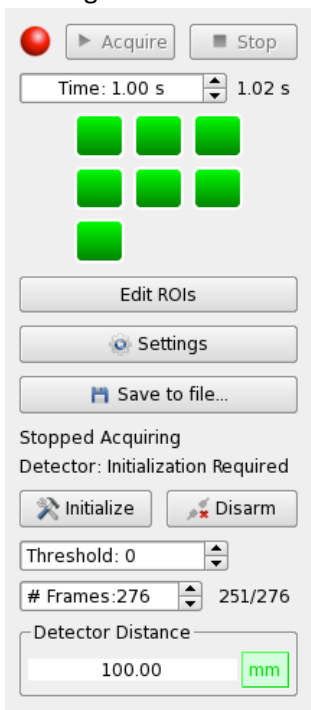 Acquire Stop
Time: 1.00 s 1.02 s
Edit ROIs
Settings
Save to file...
Stopped Acquiring
Detector: Initialization Required
Initialize Disarm
Threshold: 0
# Frames:276 251/276
Detector Distance
100.00 mm